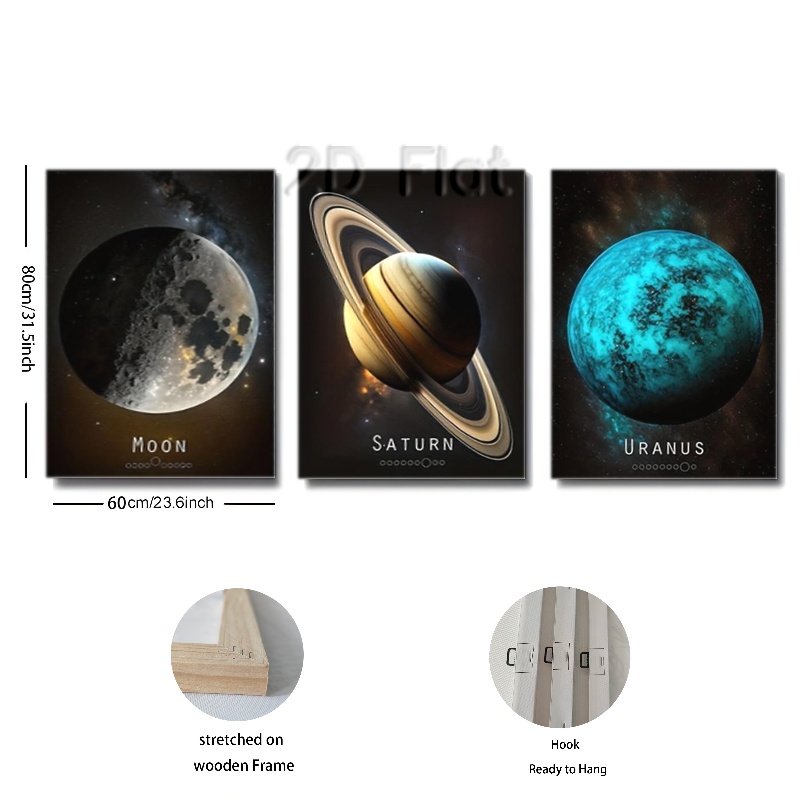 2D Flat
80cm/31.5inch
MOON
SATURN
URANUS
60cm/23.6inch
stretched on
wooden Frame
Hook
Ready to Hang